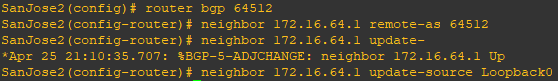 SanJose2(config)# router bgp 64512
SanJose2(config-router)# neighbor 172.16.64.1 remote-as 64512
SanJose2(config-router)# neighbor 172.16.64.1 update-
*Apr 25 21:10:35.707: %BGP-5-ADJCHANGE: neighbor 172.16.64.1 Up
SanJose2(config-router)# neighbor 172.16.64.1 update-source Loopback0